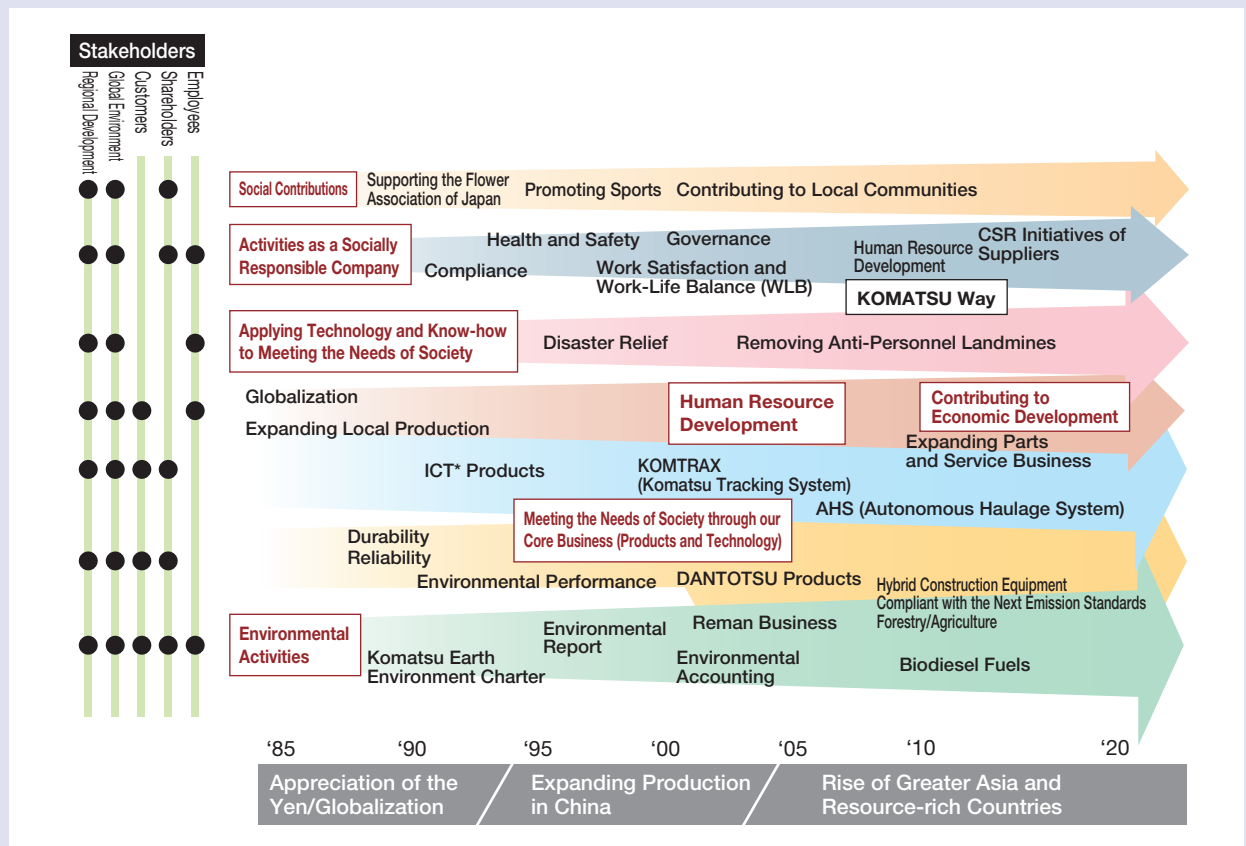 Stakeholders
Regional Development
Global Environment
Customers
Shareholders
Employees
Social Contributions
Supporting the Flower
Association of Japan
Promoting Sports
Contributing to Local Communities
Activities as a Socially
Responsible Company
Health and Safety
Governance
Compliance
Work Satisfaction and
Work-Life Balance (WLB)
Human Resource
Development
CSR Initiatives of
Suppliers
KOMATSU Way
Applying Technology and Know-how
to Meeting the Needs of Society
Disaster Relief
Removing Anti-Personnel Landmines
Globalization
Expanding Local Production
Human Resource
Development
Contributing to
Economic Development
Expanding Parts
and Service Business
ICT* Products
KOMTRAX
(Komatsu Tracking System)
AHS (Autonomous Haulage System)
Meeting the Needs of Society through our
Core Business (Products and Technology)
Durability
Reliability
Environmental Performance
DANTOTSU Products
Hybrid Construction Equipment
Compliant with the Next Emission Standards
Forestry/Agriculture
Environmental
Activities
Komatsu Earth
Environment Charter
Environmental
Report
Reman Business
Environmental
Accounting
Biodiesel Fuels
‘85
‘90
‘95
‘00
‘05
‘10
‘20
Appreciation of the
Yen/Globalization
Expanding Production
in China
Rise of Greater Asia and
Resource-rich Countries